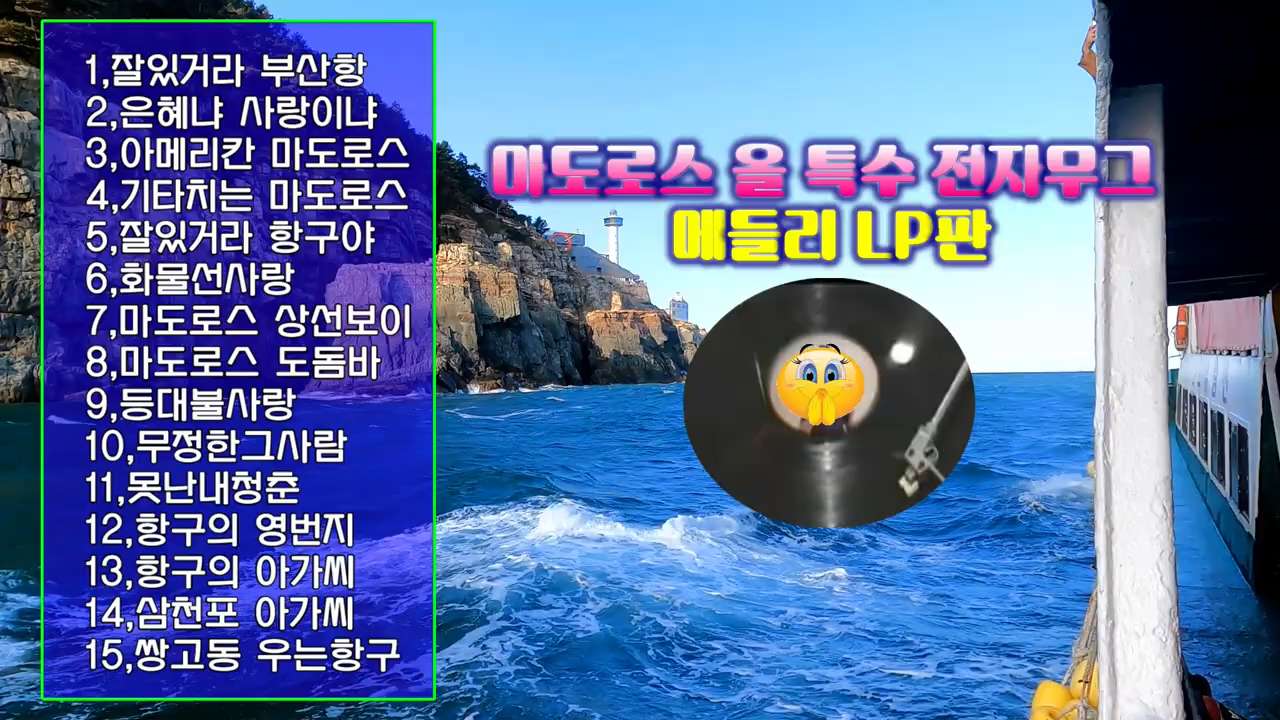 1,잘있거라 부산항
2,은혜냐 사랑이냐
3,아메리칸 마도로스
4,기타치는 마도로스
5,잘있거라 항구야
6,화물선사랑
7,마도로스 상선보이
8,마도로스 도돔바
9,등대불사랑
10,무정한그사람
11,못난내청춘
12,항구의 영번지
13,항구의 아가씨
14,삼천포 아가씨
15,쌍고동 우는항구
마도로스 올 특수 전자무그
메들리 LP판